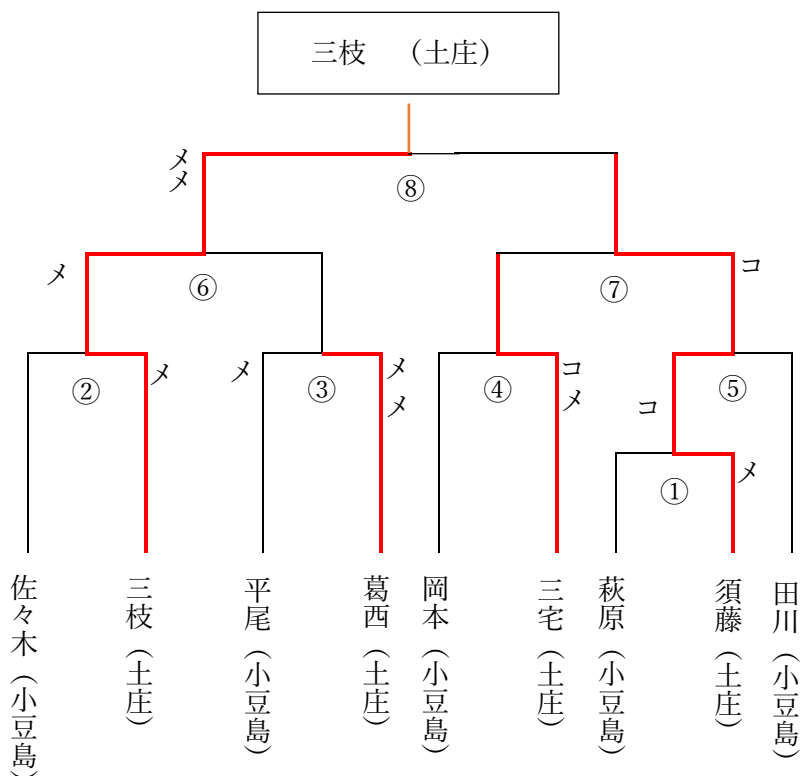 三枝 （土庄）
メ
メ
⑧
メ
⑥
⑦
コ
②
メ
メ
③
メ
メ
④
コ
メ
コ
⑤
①
メ
佐々木（小豆島）
三枝（土庄）
平尾（小豆島）
葛西（土庄）
岡本（小豆島）
三宅（土庄）
萩原（小豆島）
須藤（土庄）
田川（小豆島）